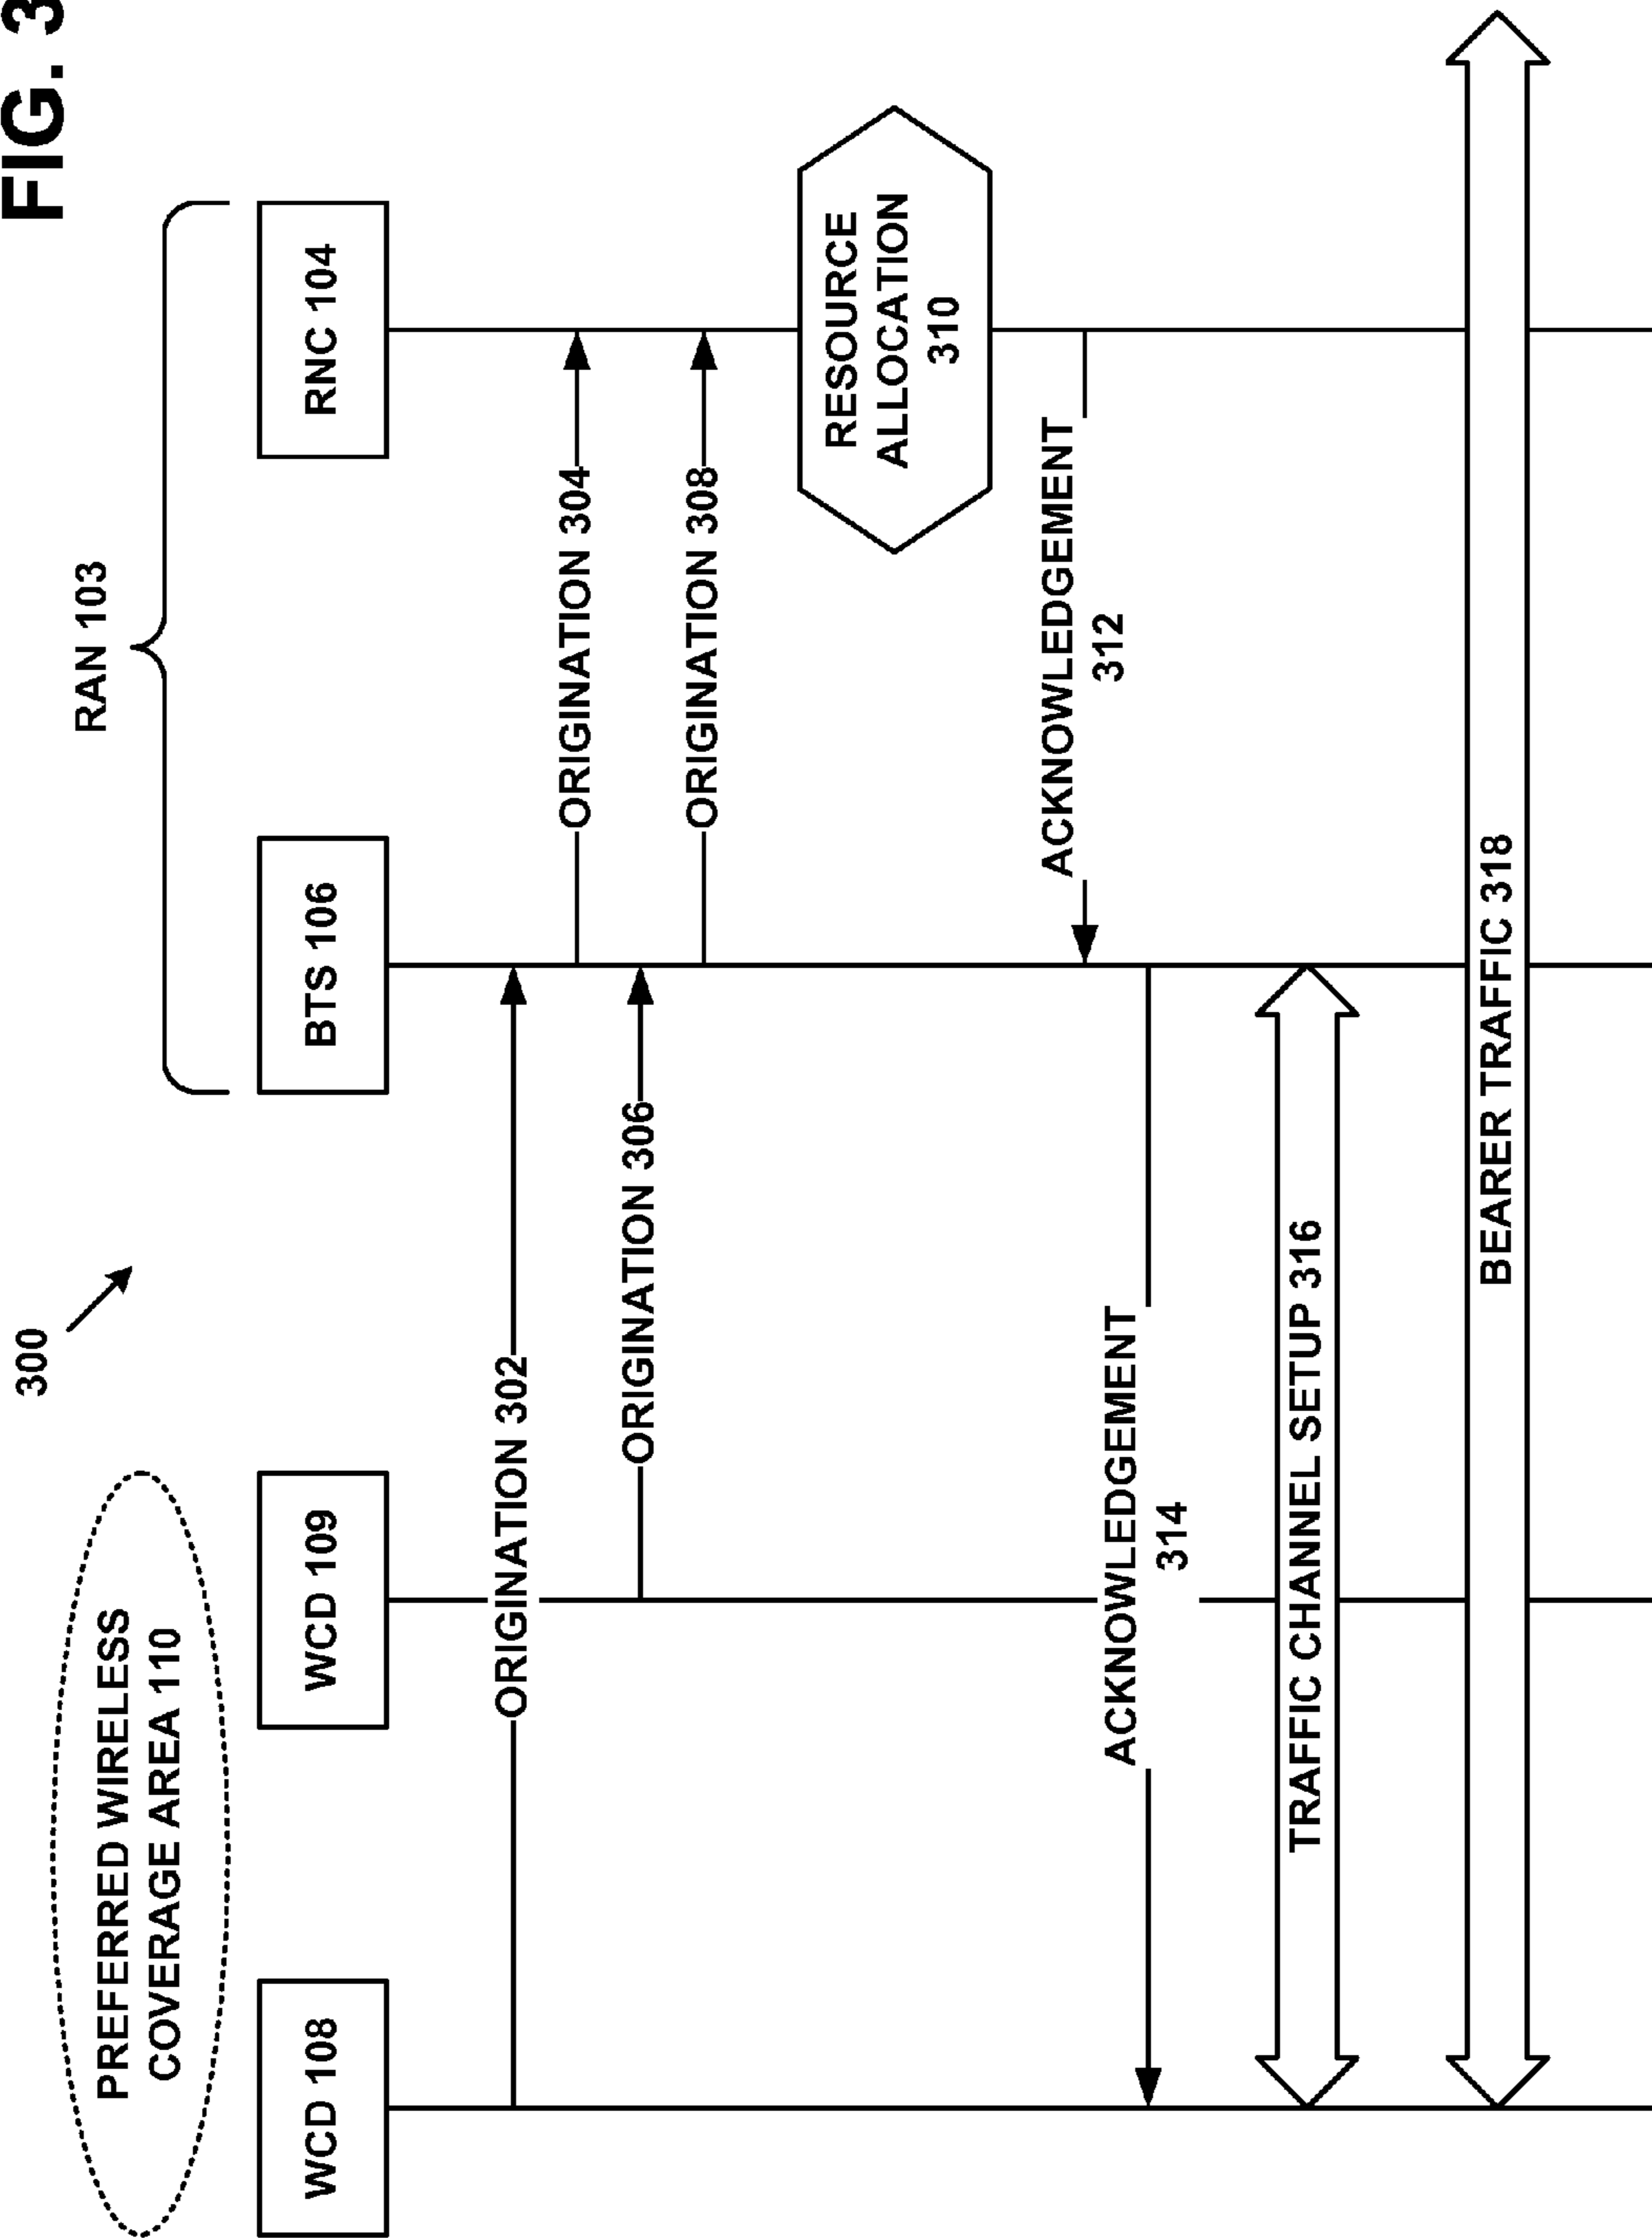 FIG. 3
300
PREFERRED WIRELESS
COVERAGE AREA 110
RAN 103
WCD 108
WCD 109
BTS 106
RNC 104
ORIGINATION 302
ORIGINATION 304
ORIGINATION 306
ORIGINATION 308
RESOURCE
ALLOCATION
310
ACKNOWLEDGEMENT
312
ACKNOWLEDGEMENT
314
TRAFFIC CHANNEL SETUP 316
BEARER TRAFFIC 318